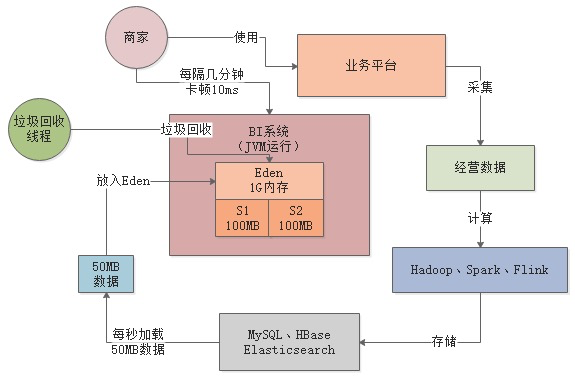 商家
使用
业务平台
每隔几分钟
卡顿10ms
采集
垃圾回收
线程
垃圾回收
BI系统
（JVM运行）
经营数据
放入Eden
Eden
1G内存
S1
100MB
S2
100MB
计算
50MB
数据
Hadoop、Spark、Flink
每秒加载
50MB数据
MySQL、HBase
Elasticsearch
存储